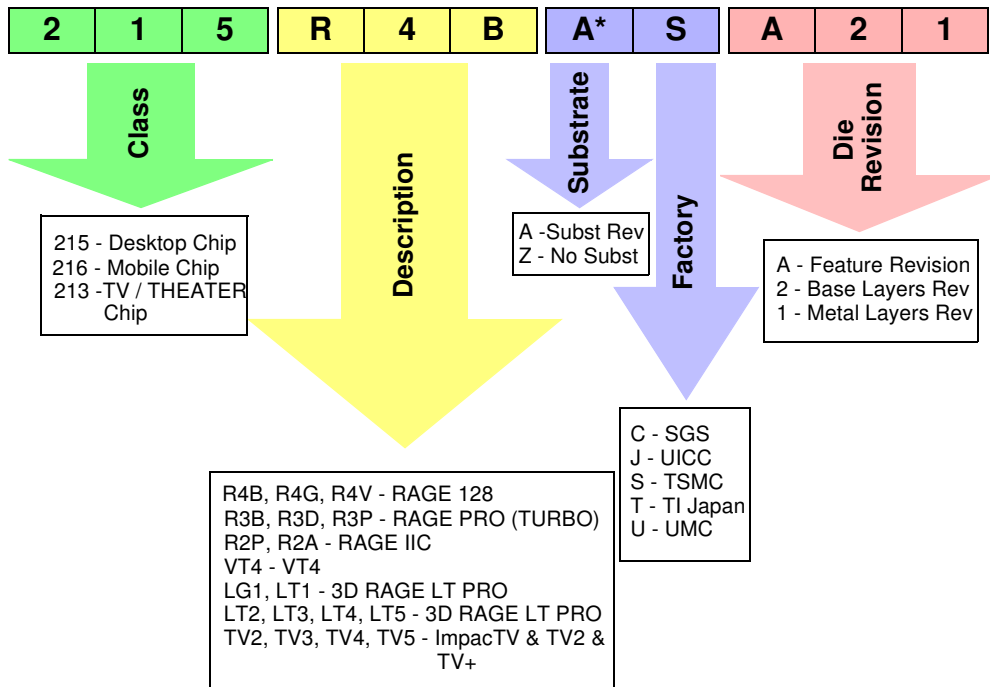 2 1 5 R 4 B A* S A 2 1
Class
Description
Substrate
Factory
Die
Revision
215 - Desktop Chip
216 - Mobile Chip
213 -TV / THEATER
Chip
A -Subst Rev
Z - No Subst
A - Feature Revision
2 - Base Layers Rev
1 - Metal Layers Rev
R4B, R4G, R4V - RAGE 128
R3B, R3D, R3P - RAGE PRO (TURBO)
R2P, R2A - RAGE IIC
VT4 - VT4
LG1, LT1 - 3D RAGE LT PRO
LT2, LT3, LT4, LT5 - 3D RAGE LT PRO
TV2, TV3, TV4, TV5 - ImpacTV & TV2 &
TV+
C - SGS
J - UICC
S - TSMC
T - TI Japan
U - UMC